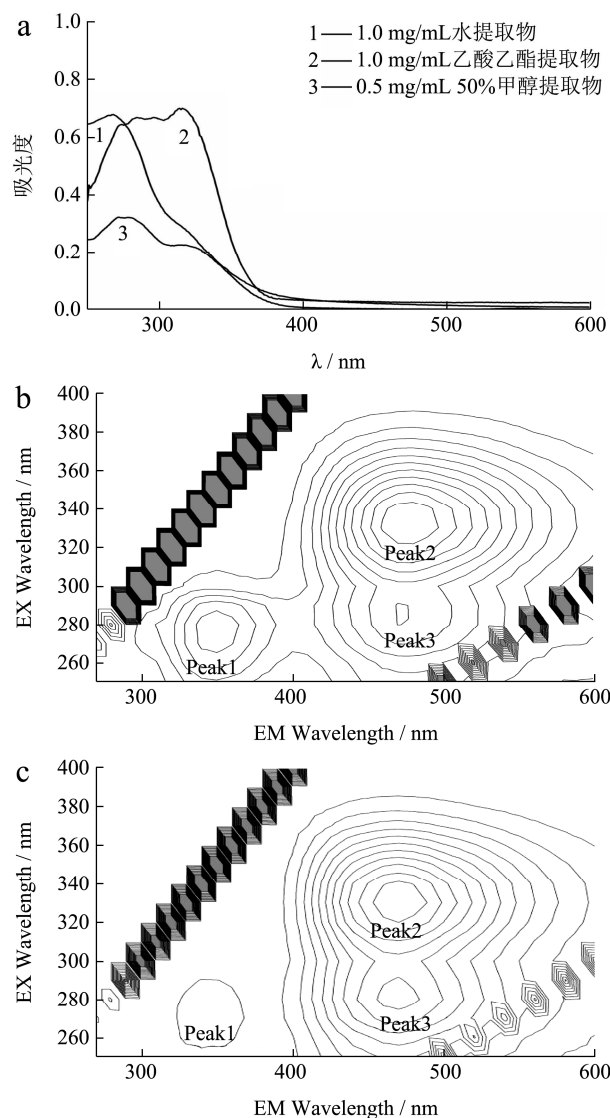 a
1 — 1.0 mg/mL水提取物
2 — 1.0 mg/mL乙酸乙酯提取物
3 — 0.5 mg/mL 50%甲醇提取物
1.0
0.8
0.6
0.4
0.2
0.0
吸光度
1
2
3
300
400
500
600
λ / nm
b
400
380
360
340
320
300
280
260
EX Wavelength / nm
Peak2
Peak3
Peak1
300
400
500
600
EM Wavelength / nm
c
400
380
360
340
320
300
280
260
EX Wavelength / nm
Peak2
Peak1
Peak3
300
400
500
600
EM Wavelength / nm